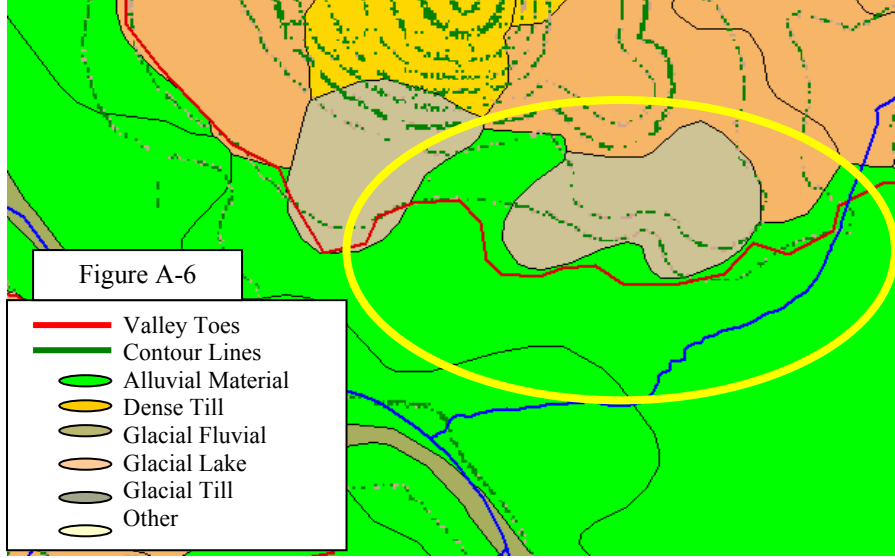 Figure A-6
Valley Toes
Contour Lines
Alluvial Material
Dense Till
Glacial Fluvial
Glacial Lake
Glacial Till
Other